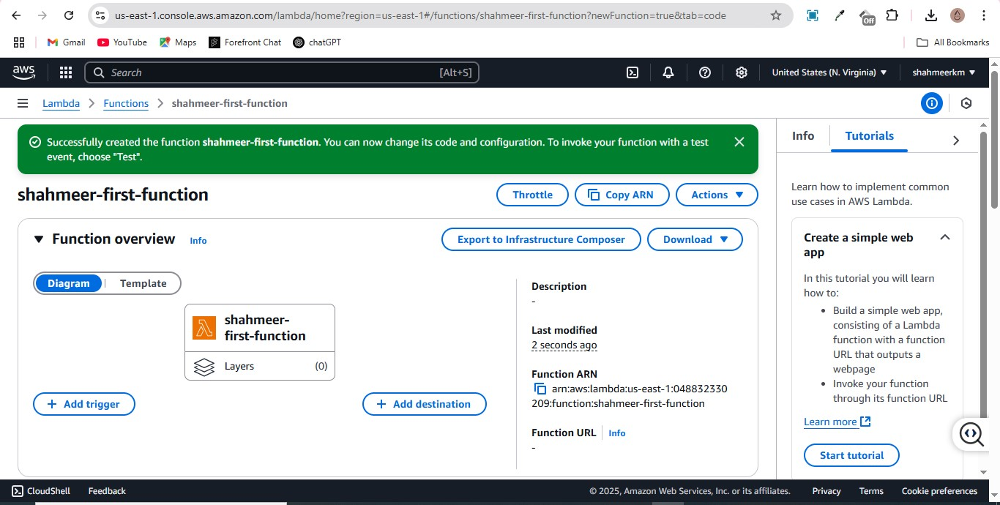 us-east-1.console.aws.amazon.com/lambda/home?region=us-east-1#/functions/shahmeer-first-function?newFunction=true&tab=code
Off
Gmail YouTube Maps Forefront Chat chatGPT All Bookmarks
aws Search [Alt+S] United States (N. Virginia) shahmeerkm
Lambda Functions shahmeer-first-function
Successfully created the function shahmeer-first-function. You can now change its code and configuration. To invoke your function with a test
event, choose "Test".
shahmeer-first-function
Throttle Copy ARN Actions
Function overview Info
Export to Infrastructure Composer Download
Diagram Template
shahmeer-
first-function
Layers (0)
Add trigger
Add destination
Description
-
Last modified
2 seconds ago
Function ARN
arn:aws:lambda:us-east-1:048832330
209:function:shahmeer-first-function
Function URL Info
-
Info Tutorials
Learn how to implement common
use cases in AWS Lambda.
Create a simple web
app
In this tutorial you will learn
how to:
• Build a simple web app,
consisting of a Lambda
function with a function
URL that outputs a
webpage
• Invoke your function
through its function URL
Learn more
Start tutorial
CloudShell Feedback © 2025, Amazon Web Services, Inc. or its affiliates. Privacy Terms Cookie preferences